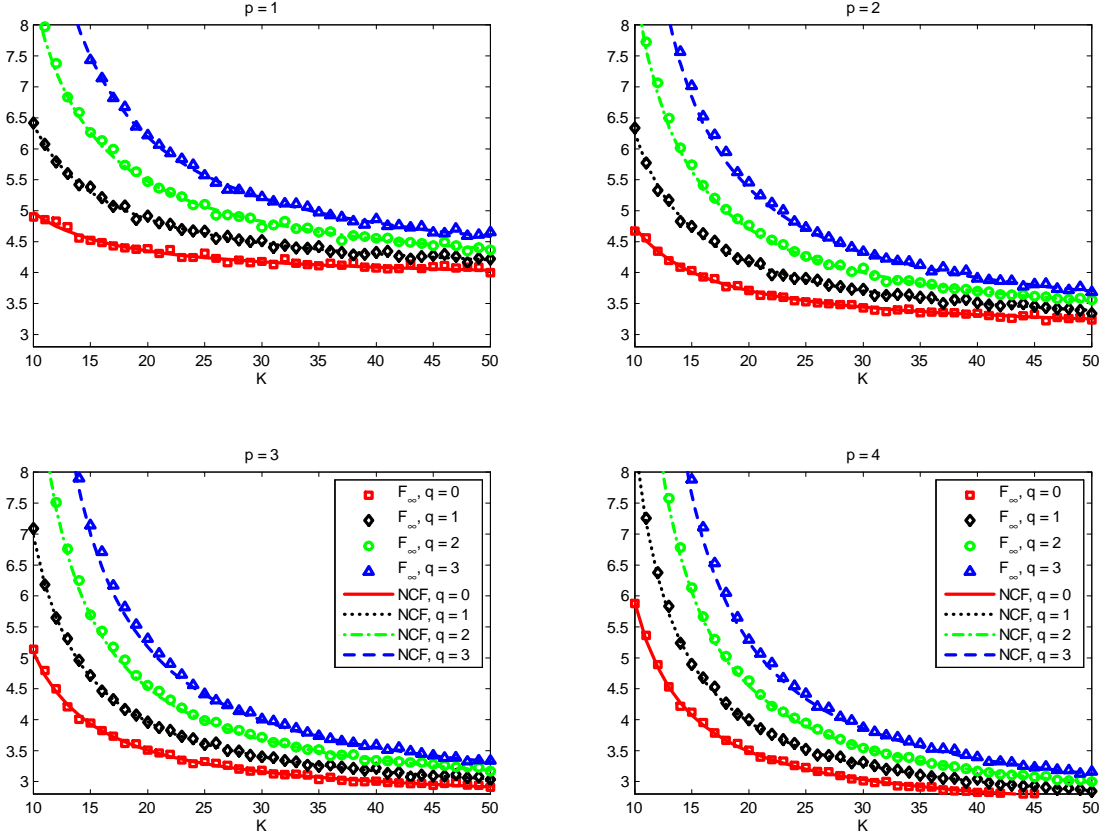 p = 1
8
7.5
7
6.5
6
5.5
5
4.5
4
3.5
3
10 15 20 25 30 35 40 45 50
K
p = 2
8
7.5
7
6.5
6
5.5
5
4.5
4
3.5
3
10 15 20 25 30 35 40 45 50
K
p = 3
8
7.5
7
6.5
6
5.5
5
4.5
4
3.5
3
10 15 20 25 30 35 40 45 50
K
F∞, q = 0
F∞, q = 1
F∞, q = 2
F∞, q = 3
NCF, q = 0
NCF, q = 1
NCF, q = 2
NCF, q = 3
p = 4
8
7.5
7
6.5
6
5.5
5
4.5
4
3.5
3
10 15 20 25 30 35 40 45 50
K
F∞, q = 0
F∞, q = 1
F∞, q = 2
F∞, q = 3
NCF, q = 0
NCF, q = 1
NCF, q = 2
NCF, q = 3